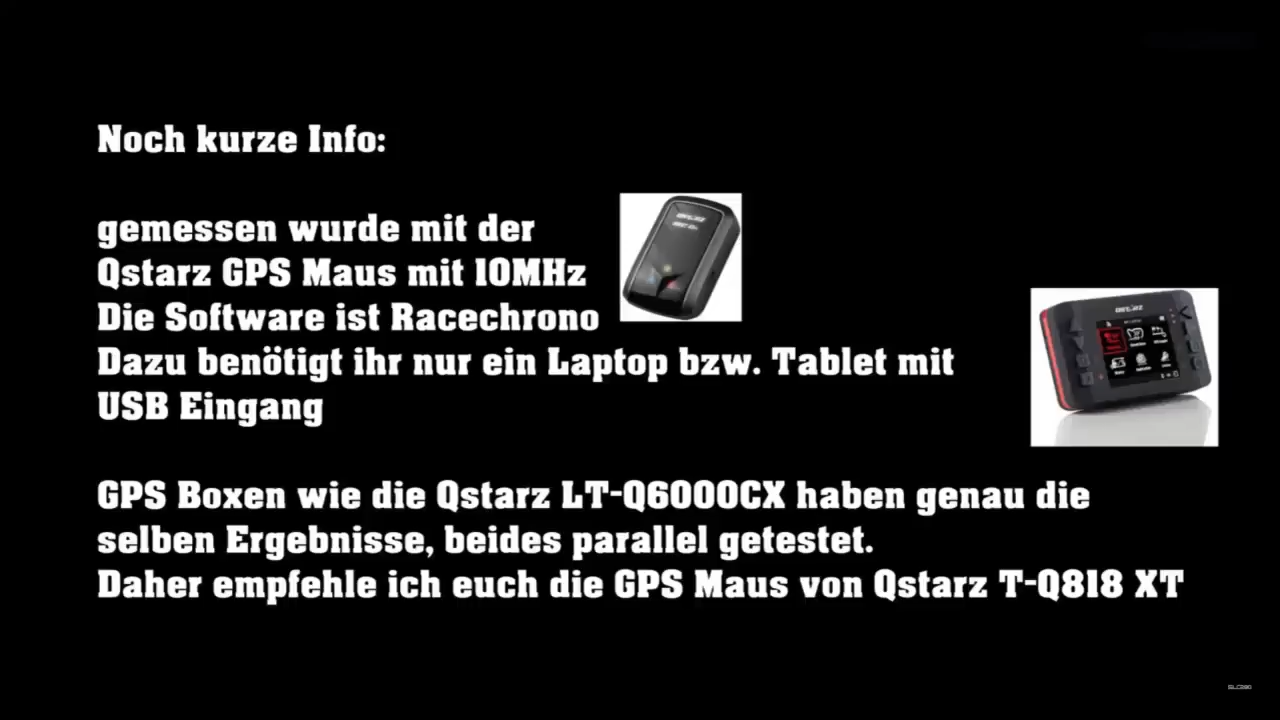 Noch kurze Info:
gemessen wurde mit der
Qstarz GPS Maus mit 10MHz
Die Software ist Racechrono
Dazu benötigt ihr nur ein Laptop bzw. Tablet mit
USB Eingang
GPS Boxen wie die Qstarz LT-Q6000CX haben genau die
selben Ergebnisse, beides parallel getestet.
Daher empfehle ich euch die GPS Maus von Qstarz T-Q818 XT